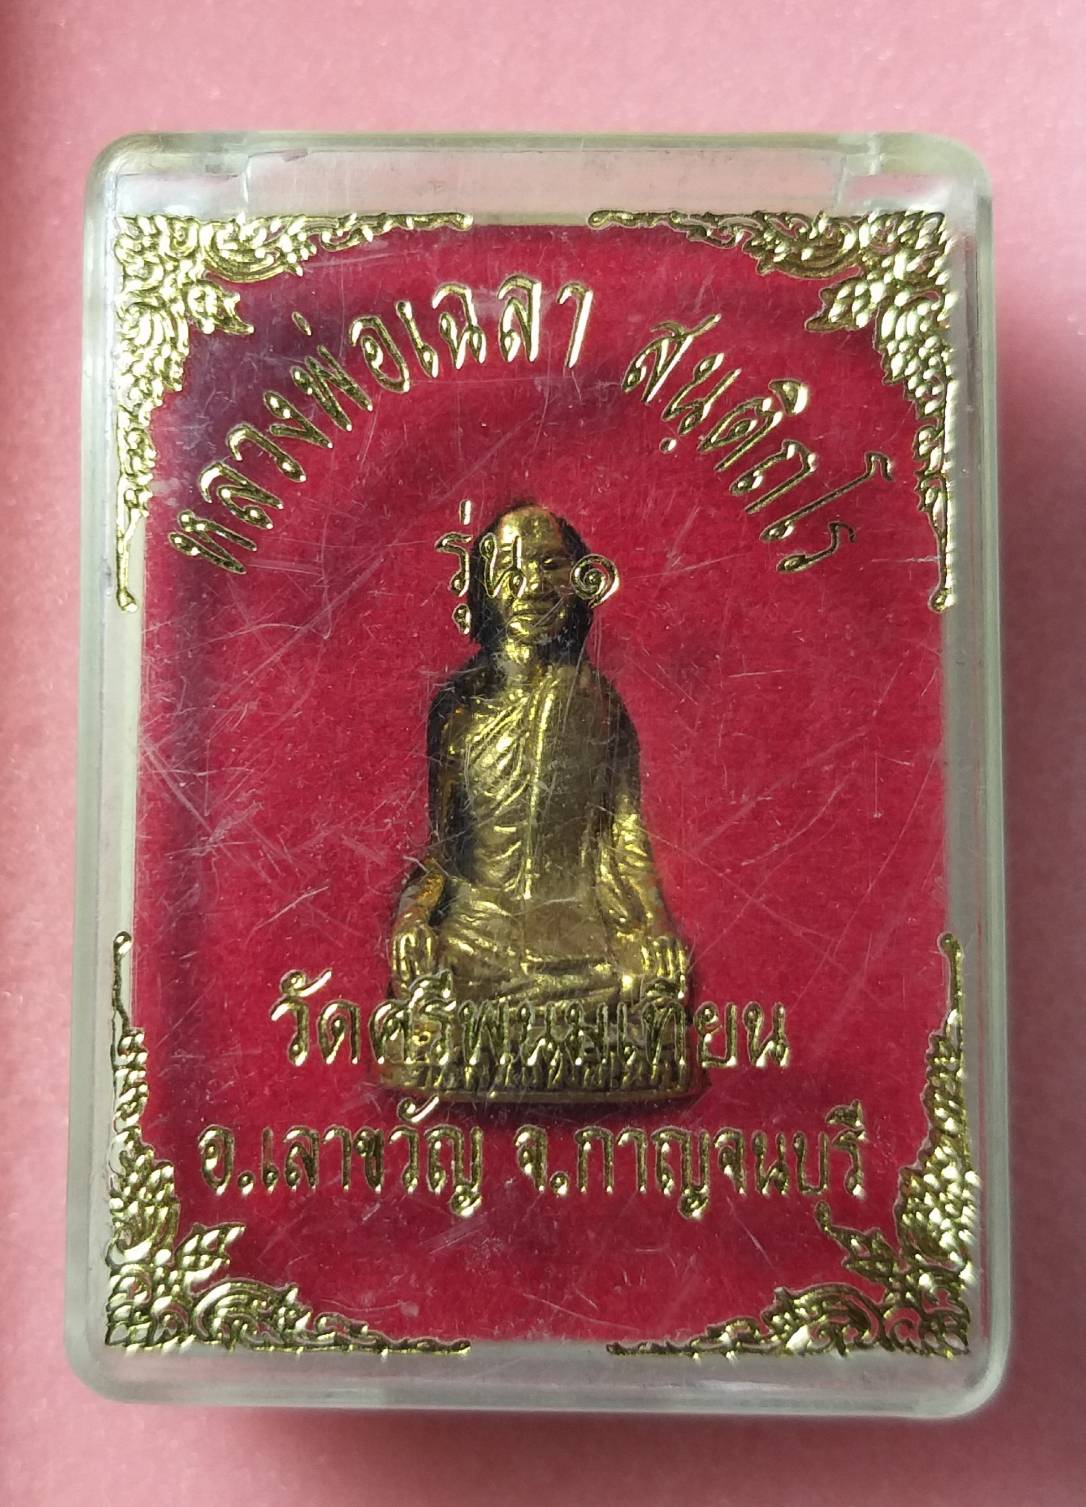 หลวงพ่อเฉลา สนฺติกโร
รุ่น ๑
วัดศรีพนมเทียน
อ.เลาขวัญ จ.กาญจนบุรี